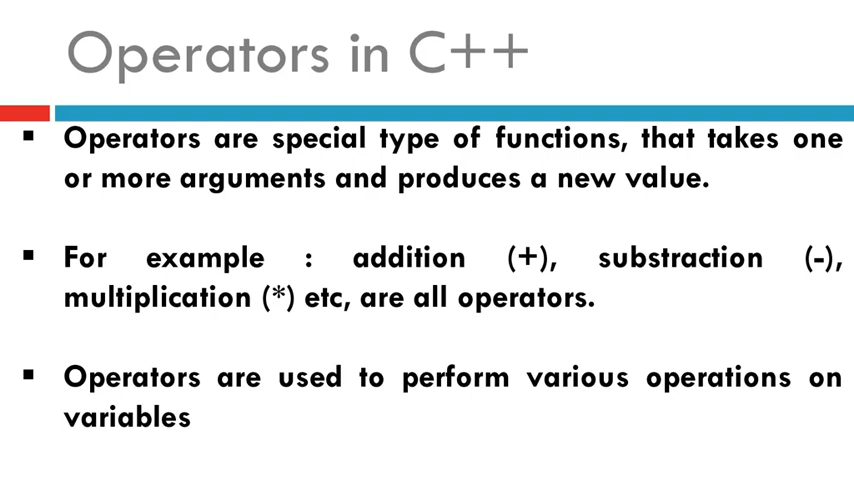 Operators in C++
▪ Operators are special type of functions, that takes one
or more arguments and produces a new value.
▪ For example : addition (+), substraction (-),
multiplication (*) etc, are all operators.
▪ Operators are used to perform various operations on
variables